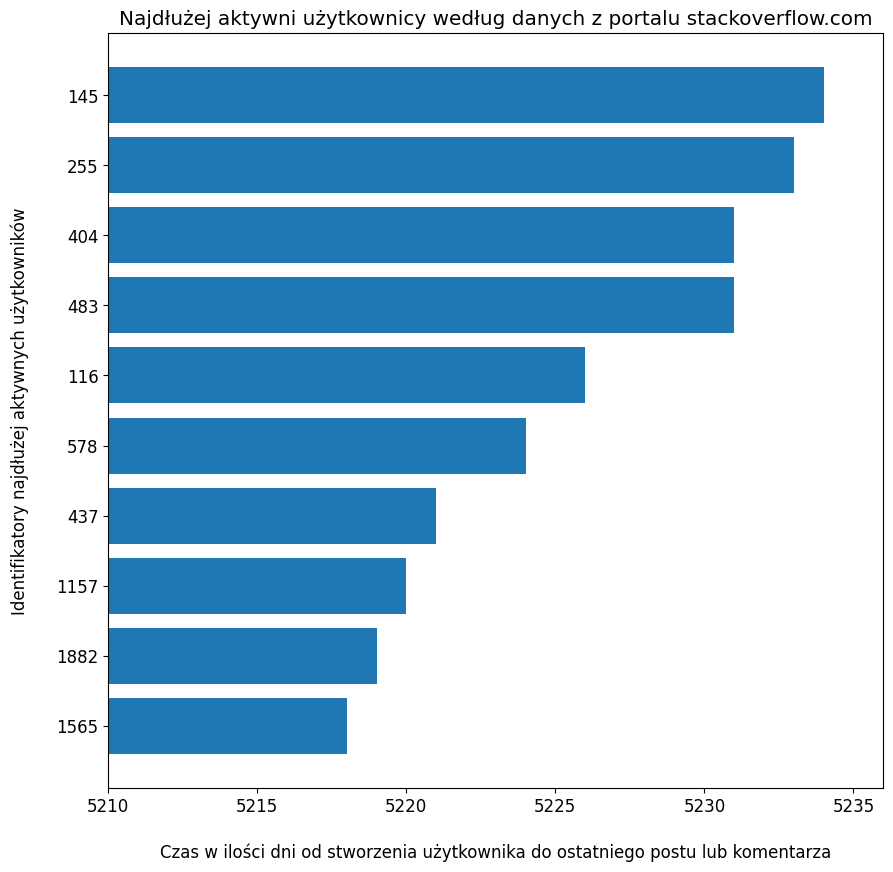 Najdłużej aktywni użytkownicy według danych z portalu stackoverflow.com
Identyfikatory najdłużej aktywnych użytkowników
145
255
404
483
116
578
437
1157
1882
1565
5210 5215 5220 5225 5230 5235
Czas w ilości dni od stworzenia użytkownika do ostatniego postu lub komentarza